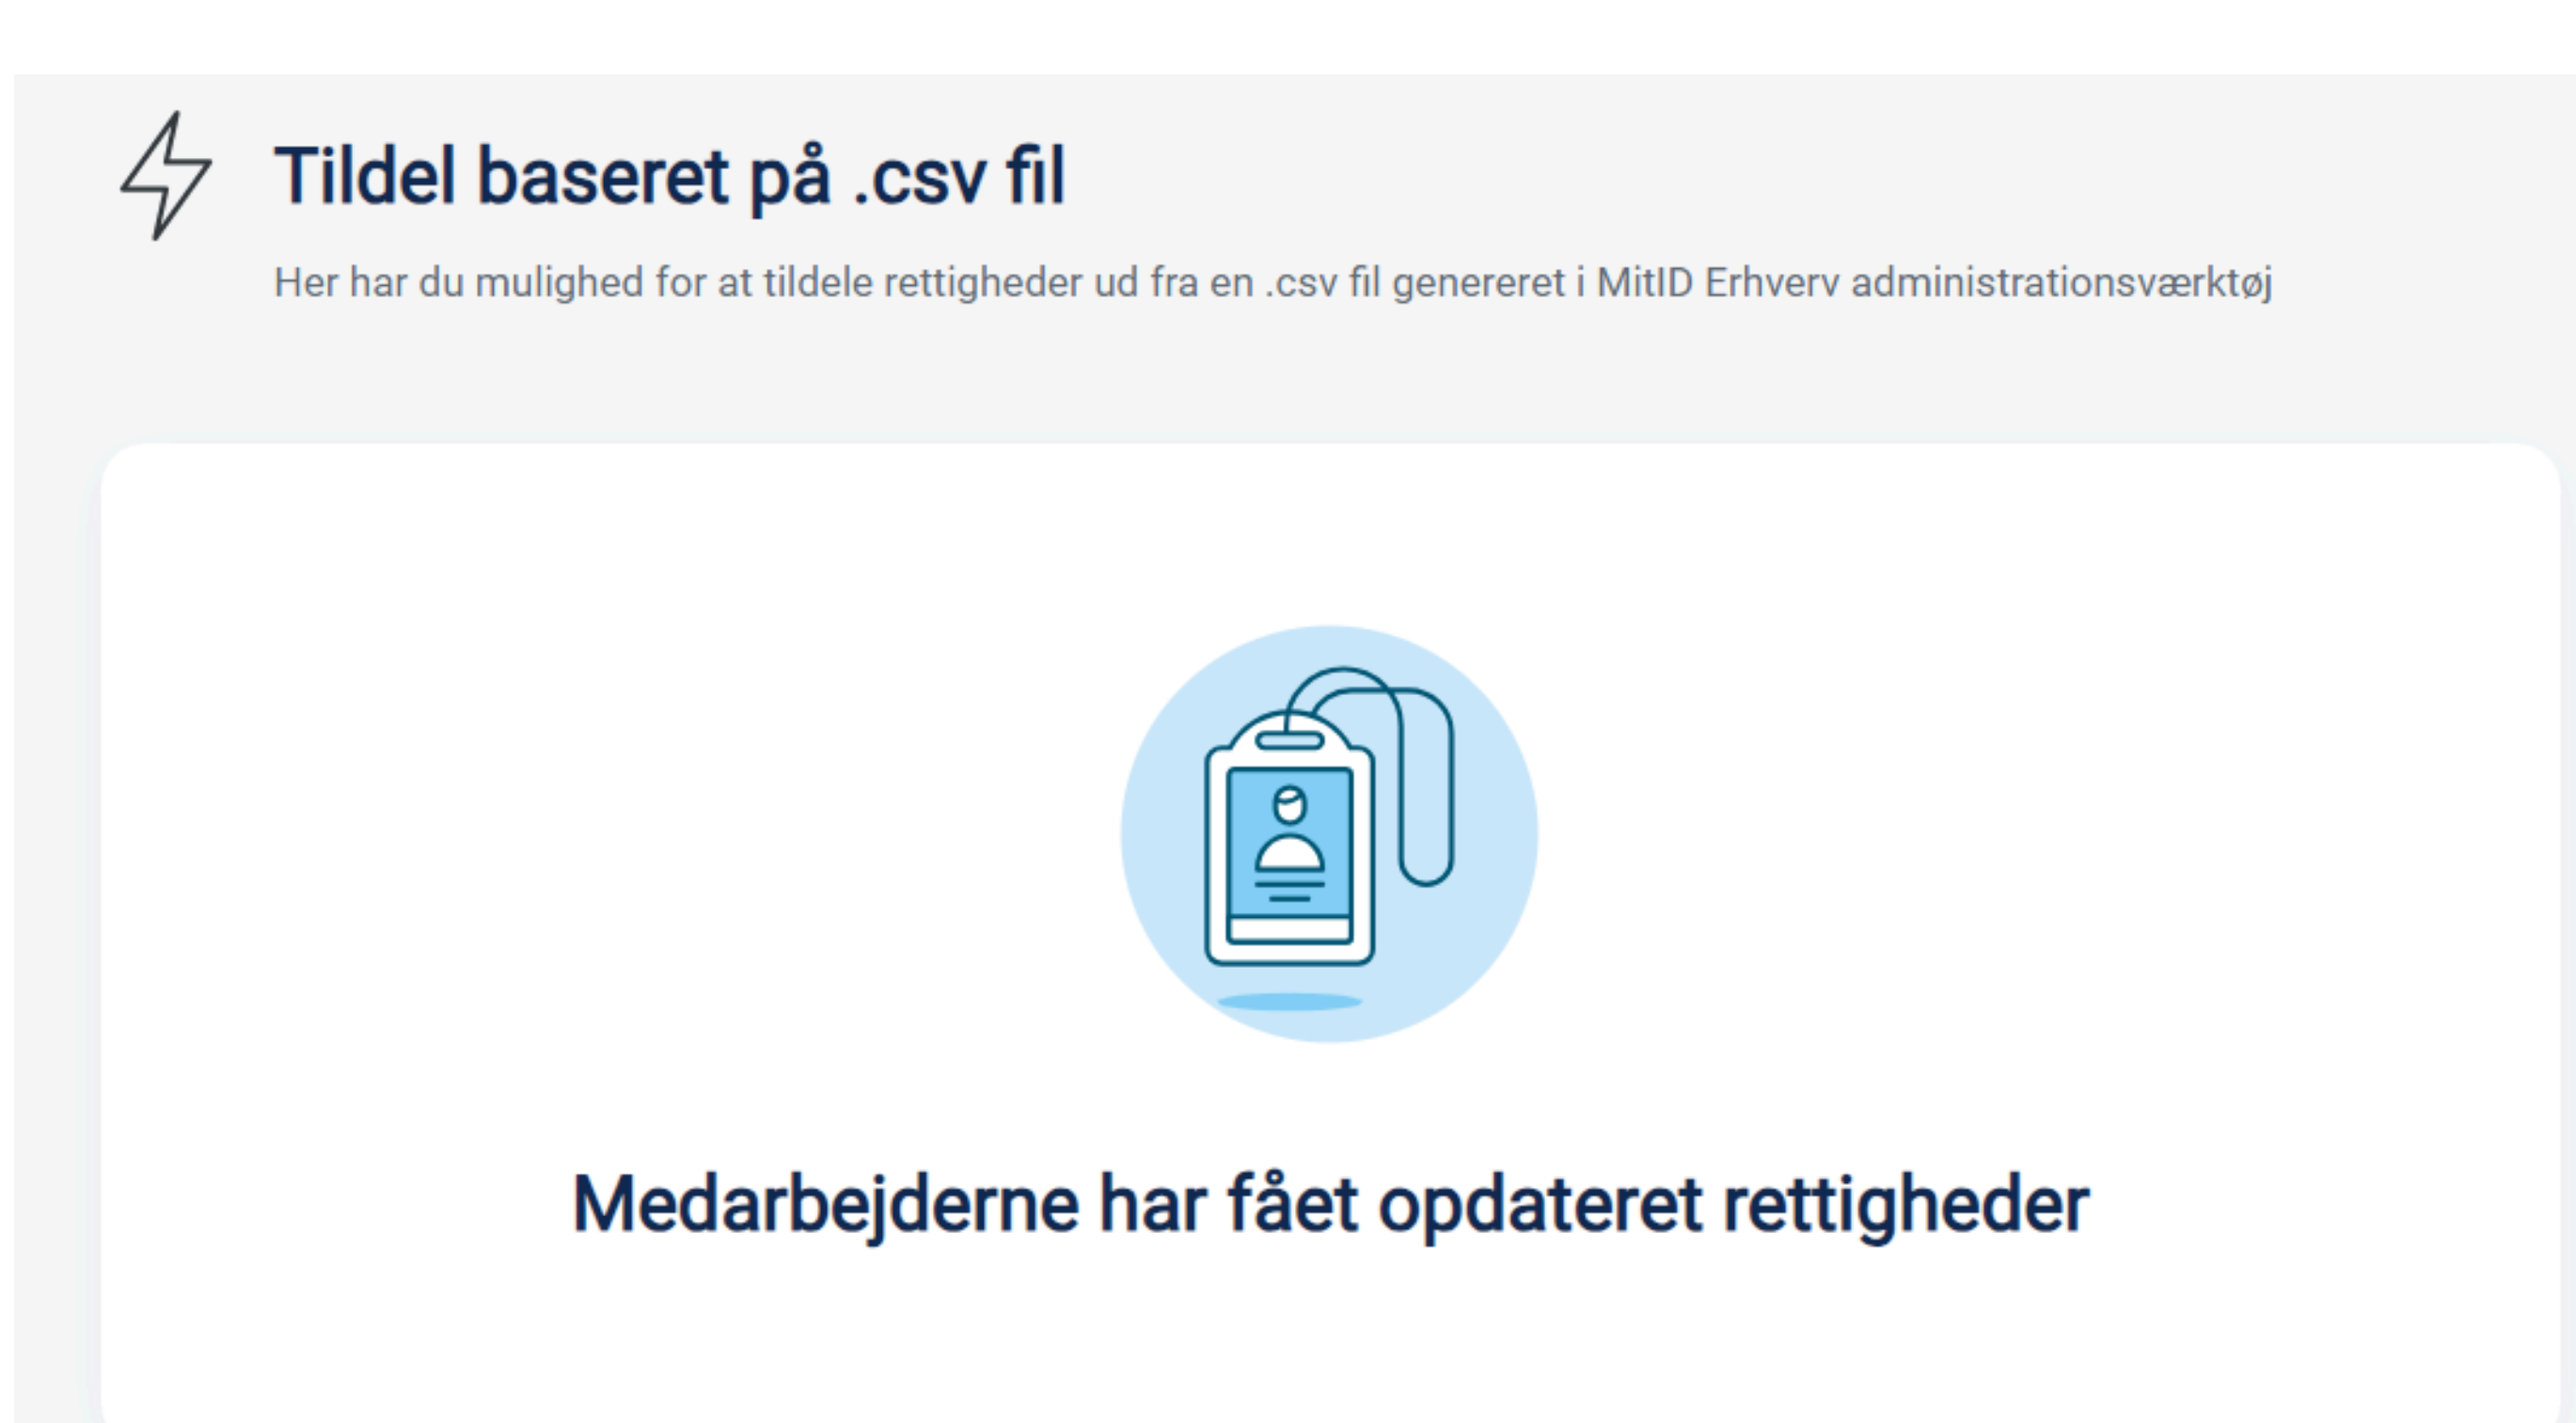 Tildel baseret på .csv fil
Her har du mulighed for at tildele rettigheder ud fra en .csv fil genereret i MitID Erhverv administrationsværktøj
Medarbejderne har fået opdateret rettigheder